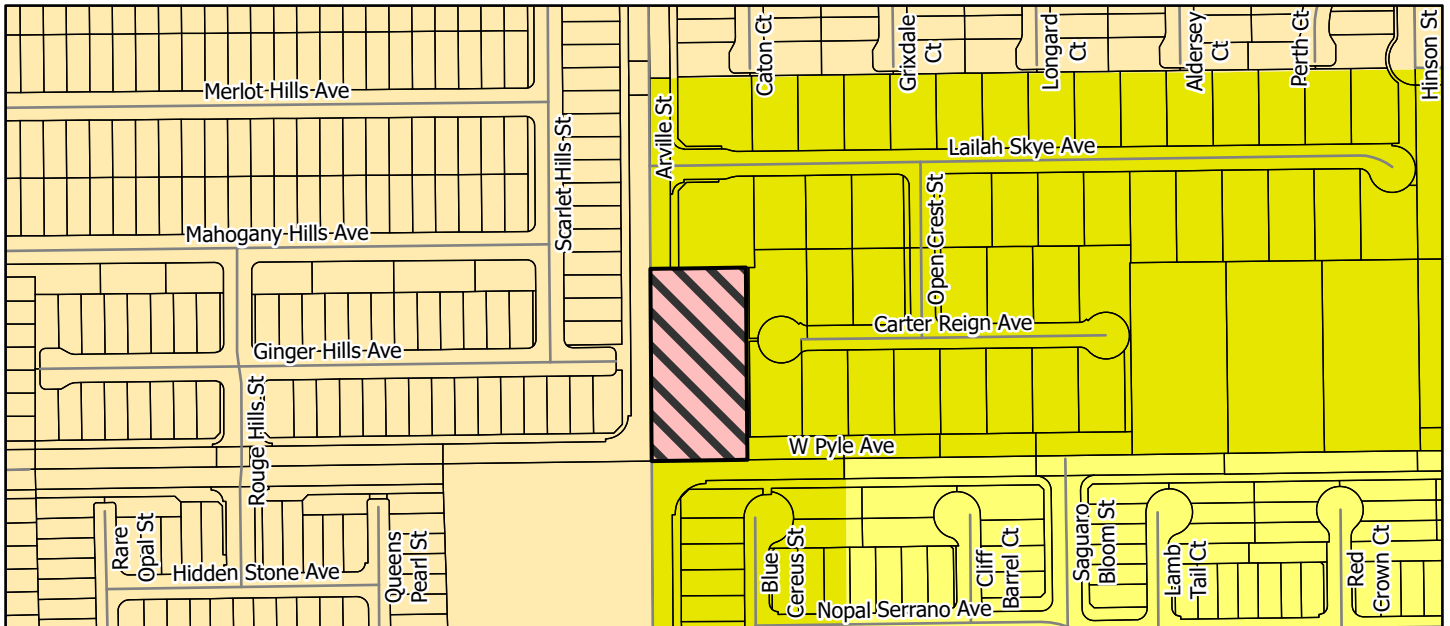 Caton Ct
Grixdale
Ct
Longard
Ct
Aldersey
Ct
Perth Ct
Hinson St
Merlot Hills Ave
Scarlet Hills St
Arville St
Lailah Skye Ave
Mahogany Hills Ave
Open Crest St
Carter Reign Ave
Ginger Hills Ave
Rouge Hills St
W Pyle Ave
Rare
Opal St
Hidden Stone Ave
Queens
Pearl St
Blue
Cereus St
Cliff
Barrel Ct
Saguaro
Bloom St
Lamb
Tail Ct
Red
Crown Ct
Nopal Serrano Ave